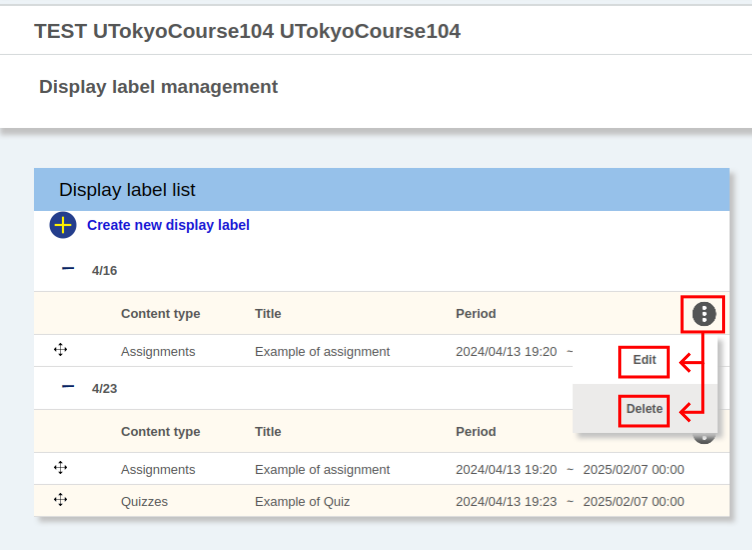 TEST UTokyoCourse104 UTokyoCourse104
Display label management
Display label list
Create new display label
4/16
Content type Title Period
Assignments Example of assignment 2024/04/13 19:20 ~
Edit
4/23
Delete
Content type Title Period
Assignments Example of assignment 2024/04/13 19:20 ~ 2025/02/07 00:00
Quizzes Example of Quiz 2024/04/13 19:23 ~ 2025/02/07 00:00